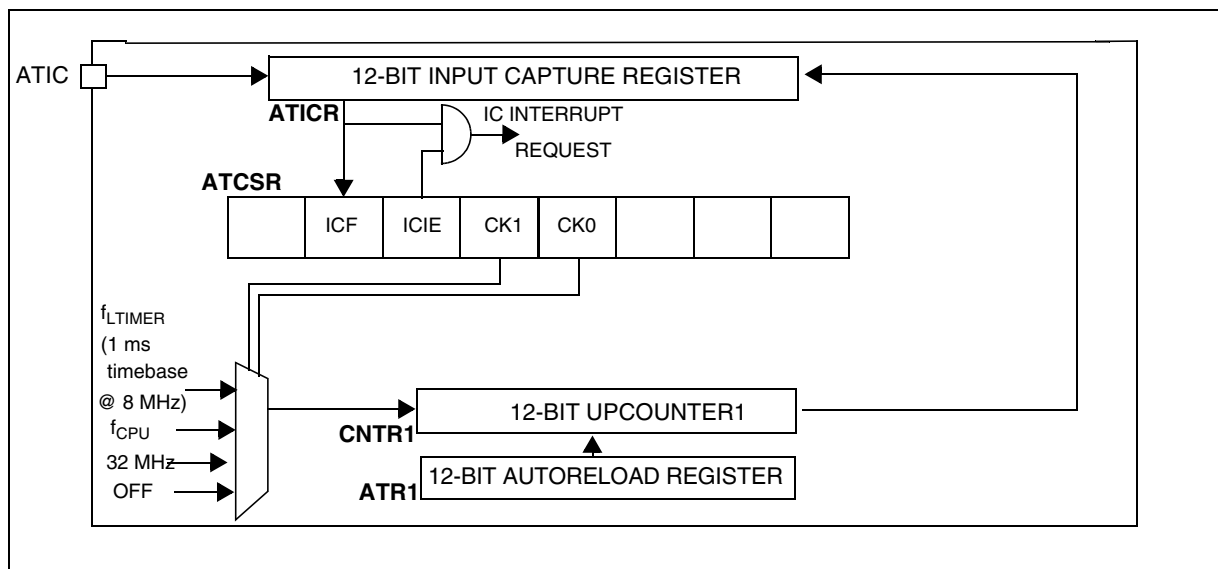 ATIC
12-BIT INPUT CAPTURE REGISTER
ATICR
IC INTERRUPT
REQUEST
ATCSR
ICF
ICIE
CK1
CK0
fLTIMER
(1 ms
timebase
@ 8 MHz)
fCPU
32 MHz
OFF
12-BIT UPCOUNTER1
CNTR1
12-BIT AUTORELOAD REGISTER
ATR1